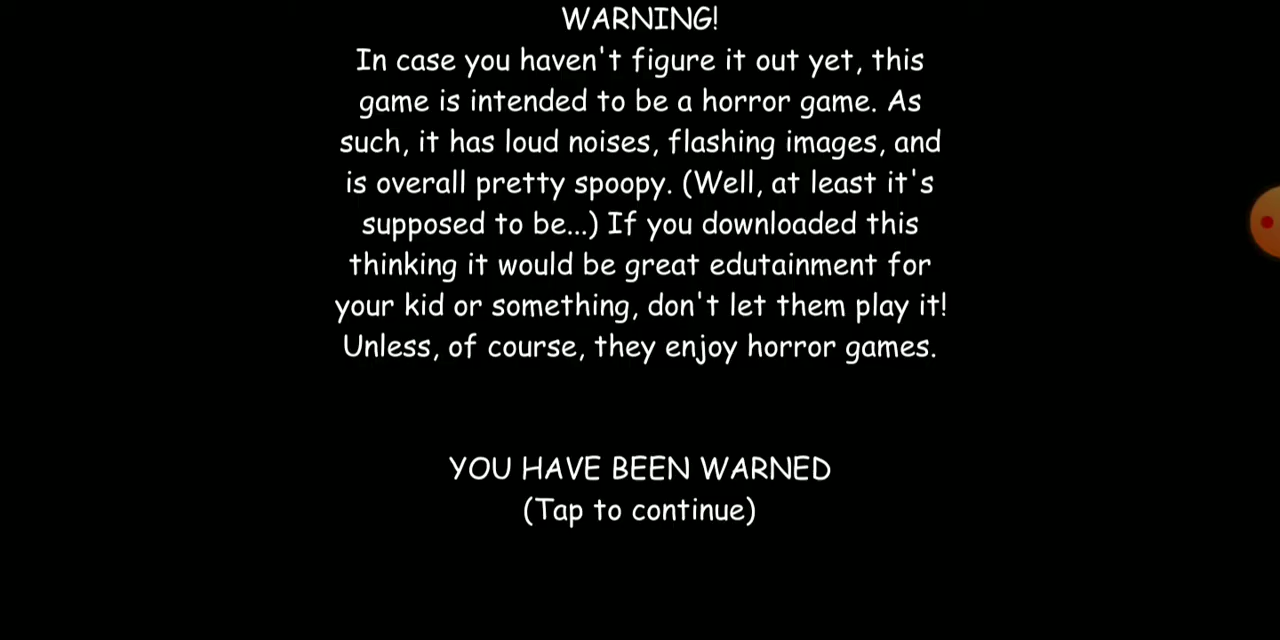 WARNING!
In case you haven't figure it out yet, this
game is intended to be a horror game. As
such, it has loud noises, flashing images, and
is overall pretty spoopy. (Well, at least it's
supposed to be...) If you downloaded this
thinking it would be great edutainment for
your kid or something, don't let them play it!
Unless, of course, they enjoy horror games.
YOU HAVE BEEN WARNED
(Tap to continue)